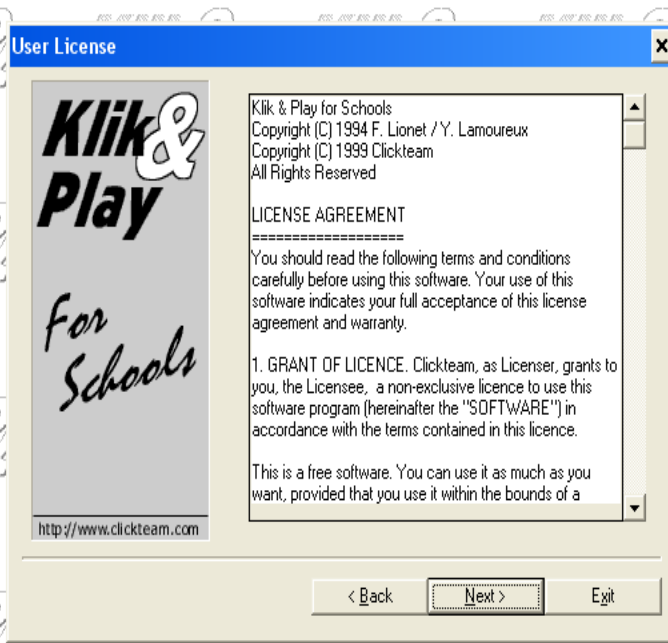 User License
Klik &
Play
For
Schools
http://www.clickteam.com
Klik & Play for Schools
Copyright (C) 1994 F. Lionet / Y. Lamoureux
Copyright (C) 1999 Clickteam
All Rights Reserved
LICENSE AGREEMENT
===================
You should read the following terms and conditions
carefully before using this software. Your use of this
software indicates your full acceptance of this license
agreement and warranty.
1. GRANT OF LICENCE. Clickteam, as Licenser, grants to
you, the Licensee,  a non-exclusive licence to use this
software program (hereinafter the "SOFTWARE") in
accordance with the terms contained in this licence.
This is a free software. You can use it as much as you
want, provided that you use it within the bounds of a
< Back
Next >
Exit